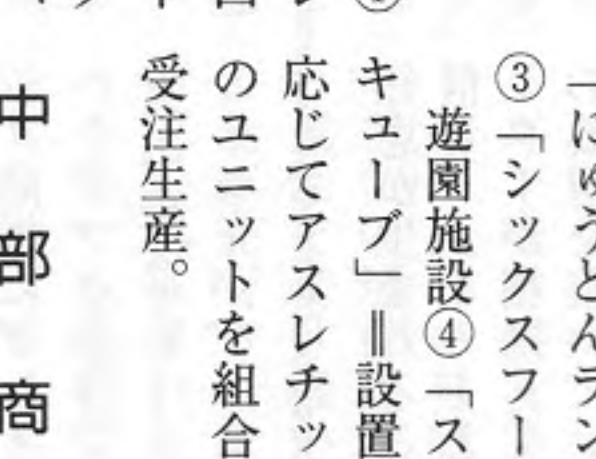 「にゅうとんラン
③「シックスフー
遊園施設④「ス
キューブ」＝設置
応じてアスレチッ
のユニットを組合
受注生産。
中部商